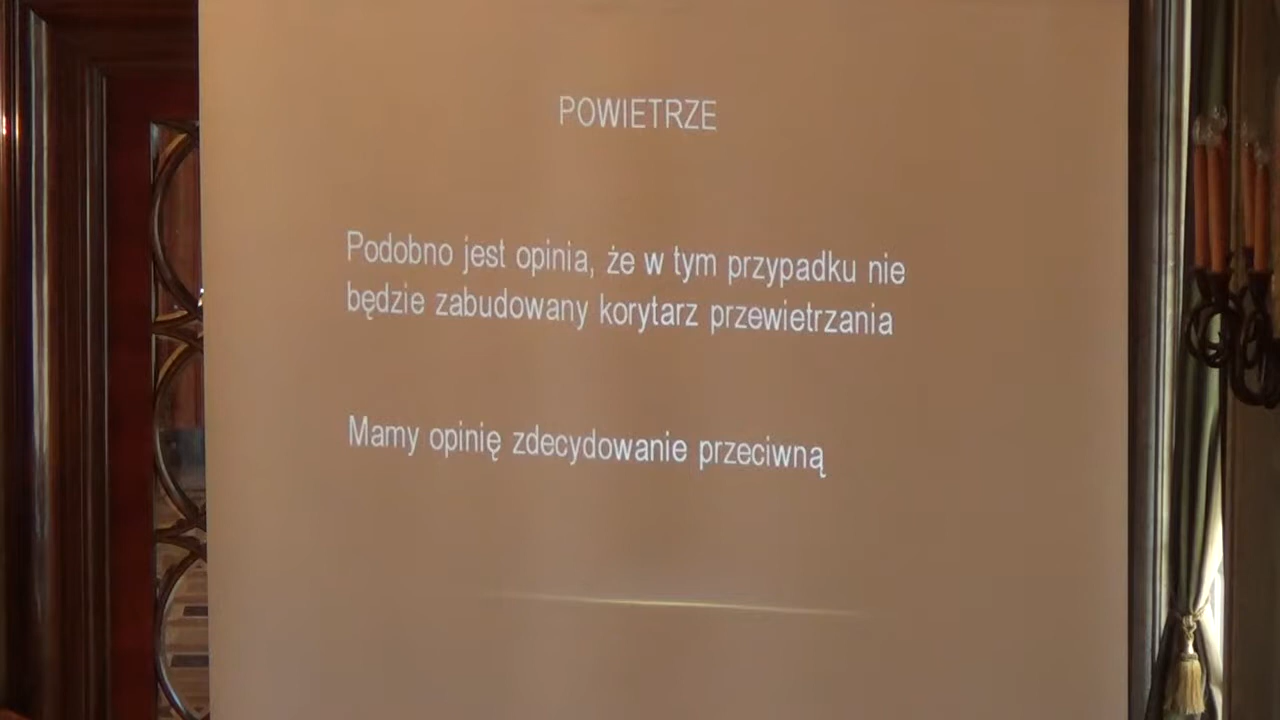 POWIETRZE
Podobno jest opinia, że w tym przypadku nie
będzie zabudowany korytarz przewietrzania
Mamy opinię zdecydowanie przeciwną